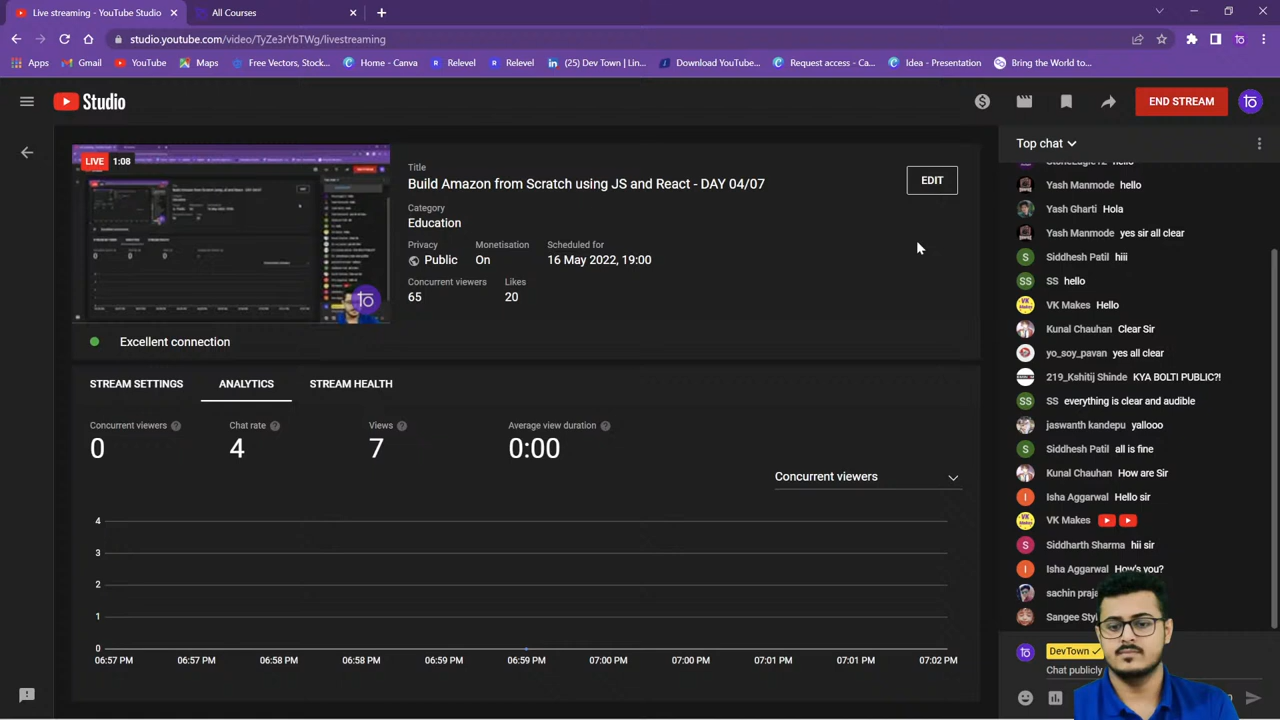 Live streaming - YouTube Studio
All Courses
studio.youtube.com/video/TyZe3rYbTWg/livestreaming
Apps
Gmail
YouTube
Maps
Free Vectors, Stock...
Home - Canva
Relevel
Relevel
(25) Dev Town | Lin...
Download YouTube...
Request access - Ca...
Idea - Presentation
Bring the World to...
Studio
END STREAM
LIVE 1:08
Title
Build Amazon from Scratch using JS and React - DAY 04/07
EDIT
Category
Education
Privacy
Public
Monetisation
On
Scheduled for
16 May 2022, 19:00
Concurrent viewers
65
Likes
20
Excellent connection
STREAM SETTINGS
ANALYTICS
STREAM HEALTH
Concurrent viewers
0
Chat rate
4
Views
7
Average view duration
0:00
Concurrent viewers
4
3
2
1
0
06:57 PM 06:57 PM 06:58 PM 06:58 PM 06:59 PM 06:59 PM 07:00 PM 07:00 PM 07:01 PM 07:01 PM 07:02 PM
Top chat
StoneEagle12 hello
Yash Manmode hello
Yash Gharti Hola
Yash Manmode yes sir all clear
Siddhesh Patil hiii
SS hello
VK Makes Hello
Kunal Chauhan Clear Sir
yo_soy_pavan yes all clear
219_Kshitij Shinde KYA BOLTI PUBLIC?!
SS everything is clear and audible
jaswanth kandepu yallooo
Siddhesh Patil all is fine
Kunal Chauhan How are Sir
Isha Aggarwal Hello sir
VK Makes
Siddharth Sharma hii sir
Isha Aggarwal How's you?
sachin
Sangee
DevTown
Chat publicly